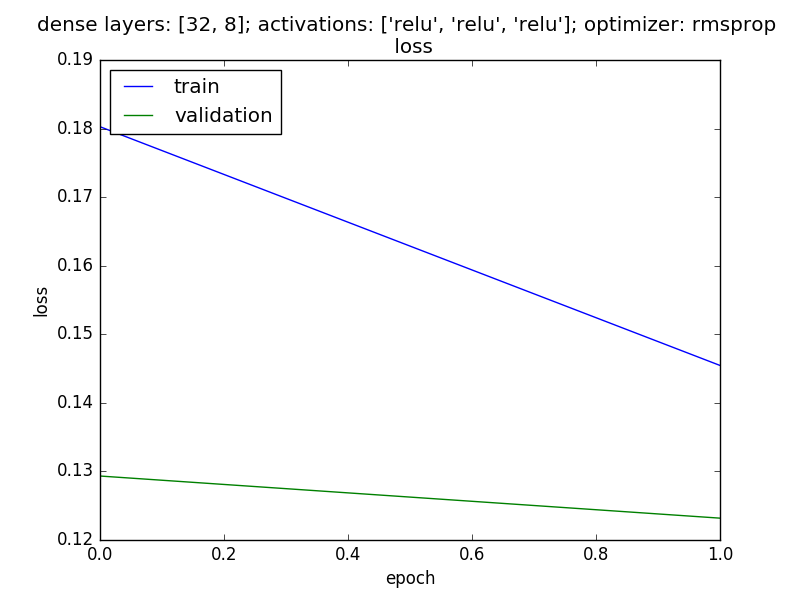 dense layers: [32, 8]; activations: ['relu', 'relu', 'relu']; optimizer: rmsprop
loss
0.19
train
validation
0.18
0.17
0.16
0.15
0.14
0.13
0.12
loss
0.0 0.2 0.4 0.6 0.8 1.0
epoch